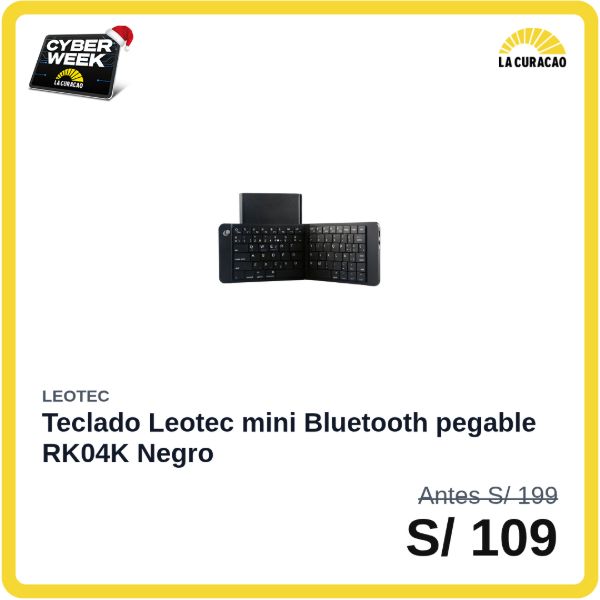 CYBER
WEEK
LA CURACAO
LA CURACAO
LEOTEC
Teclado Leotec mini Bluetooth pegable
RK04K Negro
Antes S/ 199
S/ 109